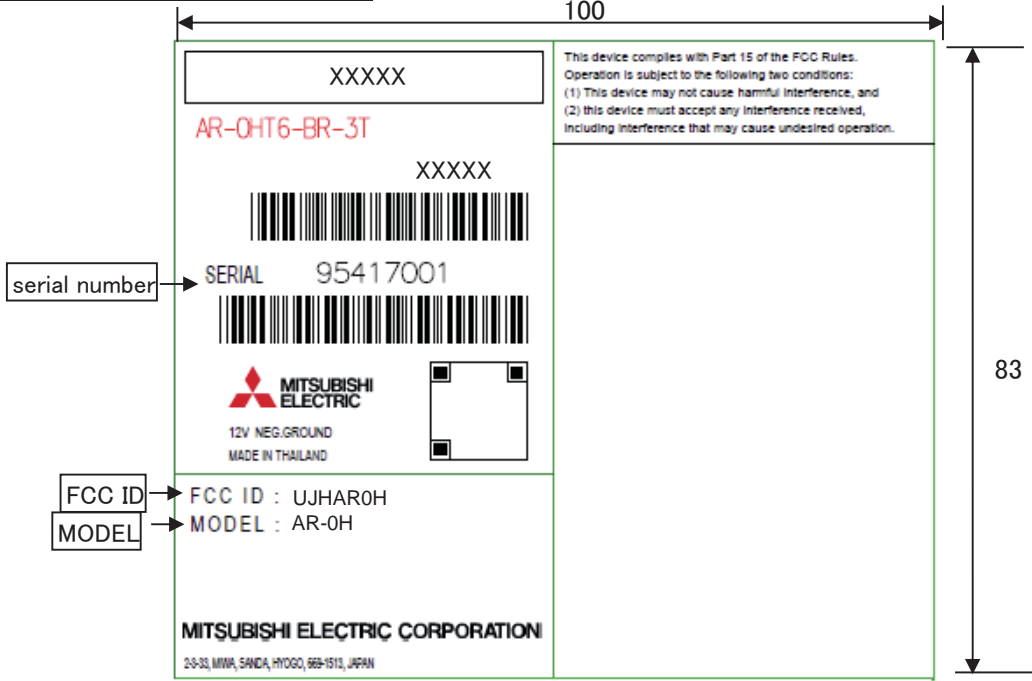 100
XXXXX
AR-0HT6-BR-3T
XXXXX
serial number
SERIAL 95417001
MITSUBISHI
ELECTRIC
12V NEG.GROUND
MADE IN THAILAND
FCC ID
FCC ID : UJHAR0H
MODEL
MODEL : AR-0H
MITSUBISHI ELECTRIC CORPORATION
2-3-33, MIWA, SANDA, HYOGO, 669-1513, JAPAN
This device complies with Part 15 of the FCC Rules.
Operation is subject to the following two conditions:
(1) This device may not cause harmful interference, and
(2) this device must accept any interference received,
including interference that may cause undesired operation.
83